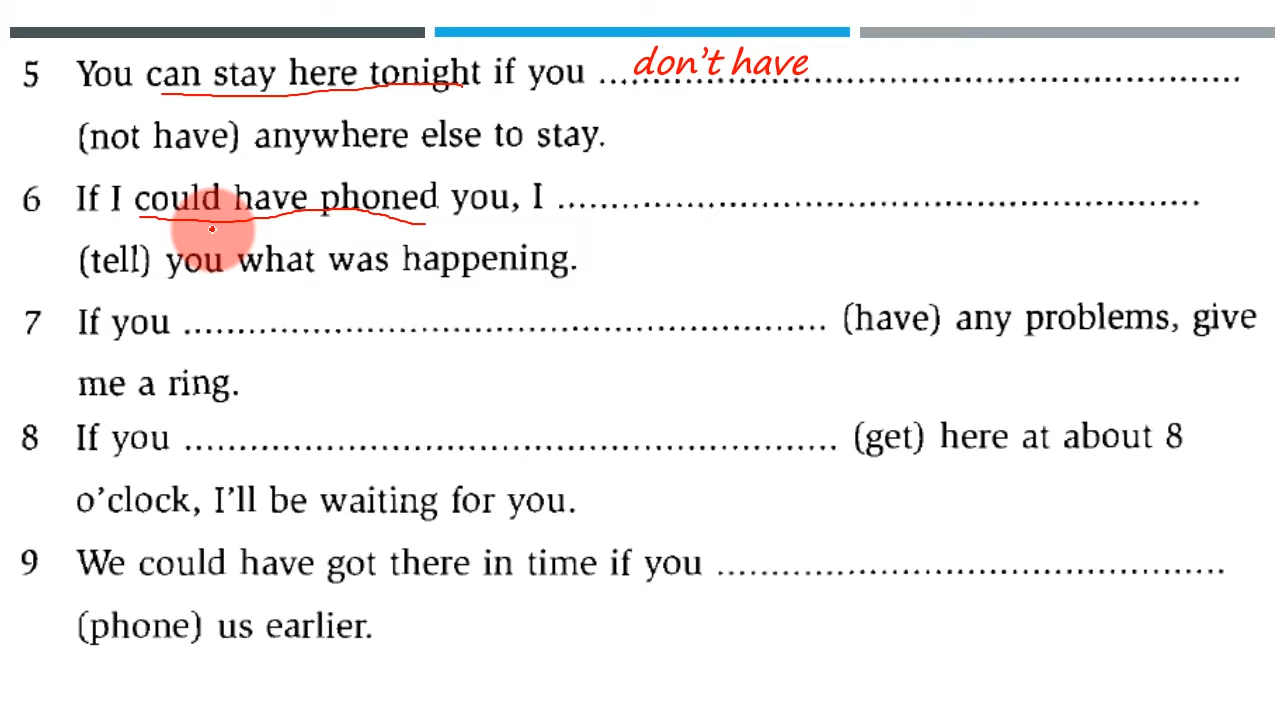 5 You can stay here tonight if you ...don't have............................................
(not have) anywhere else to stay.
6 If I could have phoned you, I ............................................................
(tell) you what was happening.
7 If you ............................................................ (have) any problems, give
me a ring.
8 If you ............................................................ (get) here at about 8
o'clock, I'll be waiting for you.
9 We could have got there in time if you ...............................................
(phone) us earlier.